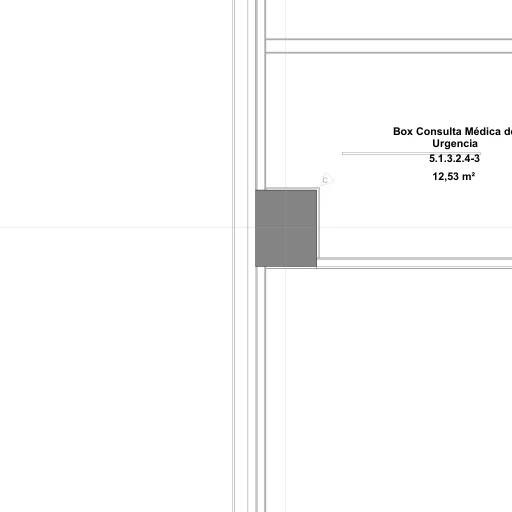 Box Consulta Médica de
Urgencia
5.1.3.2.4-3
12,53 m²
C